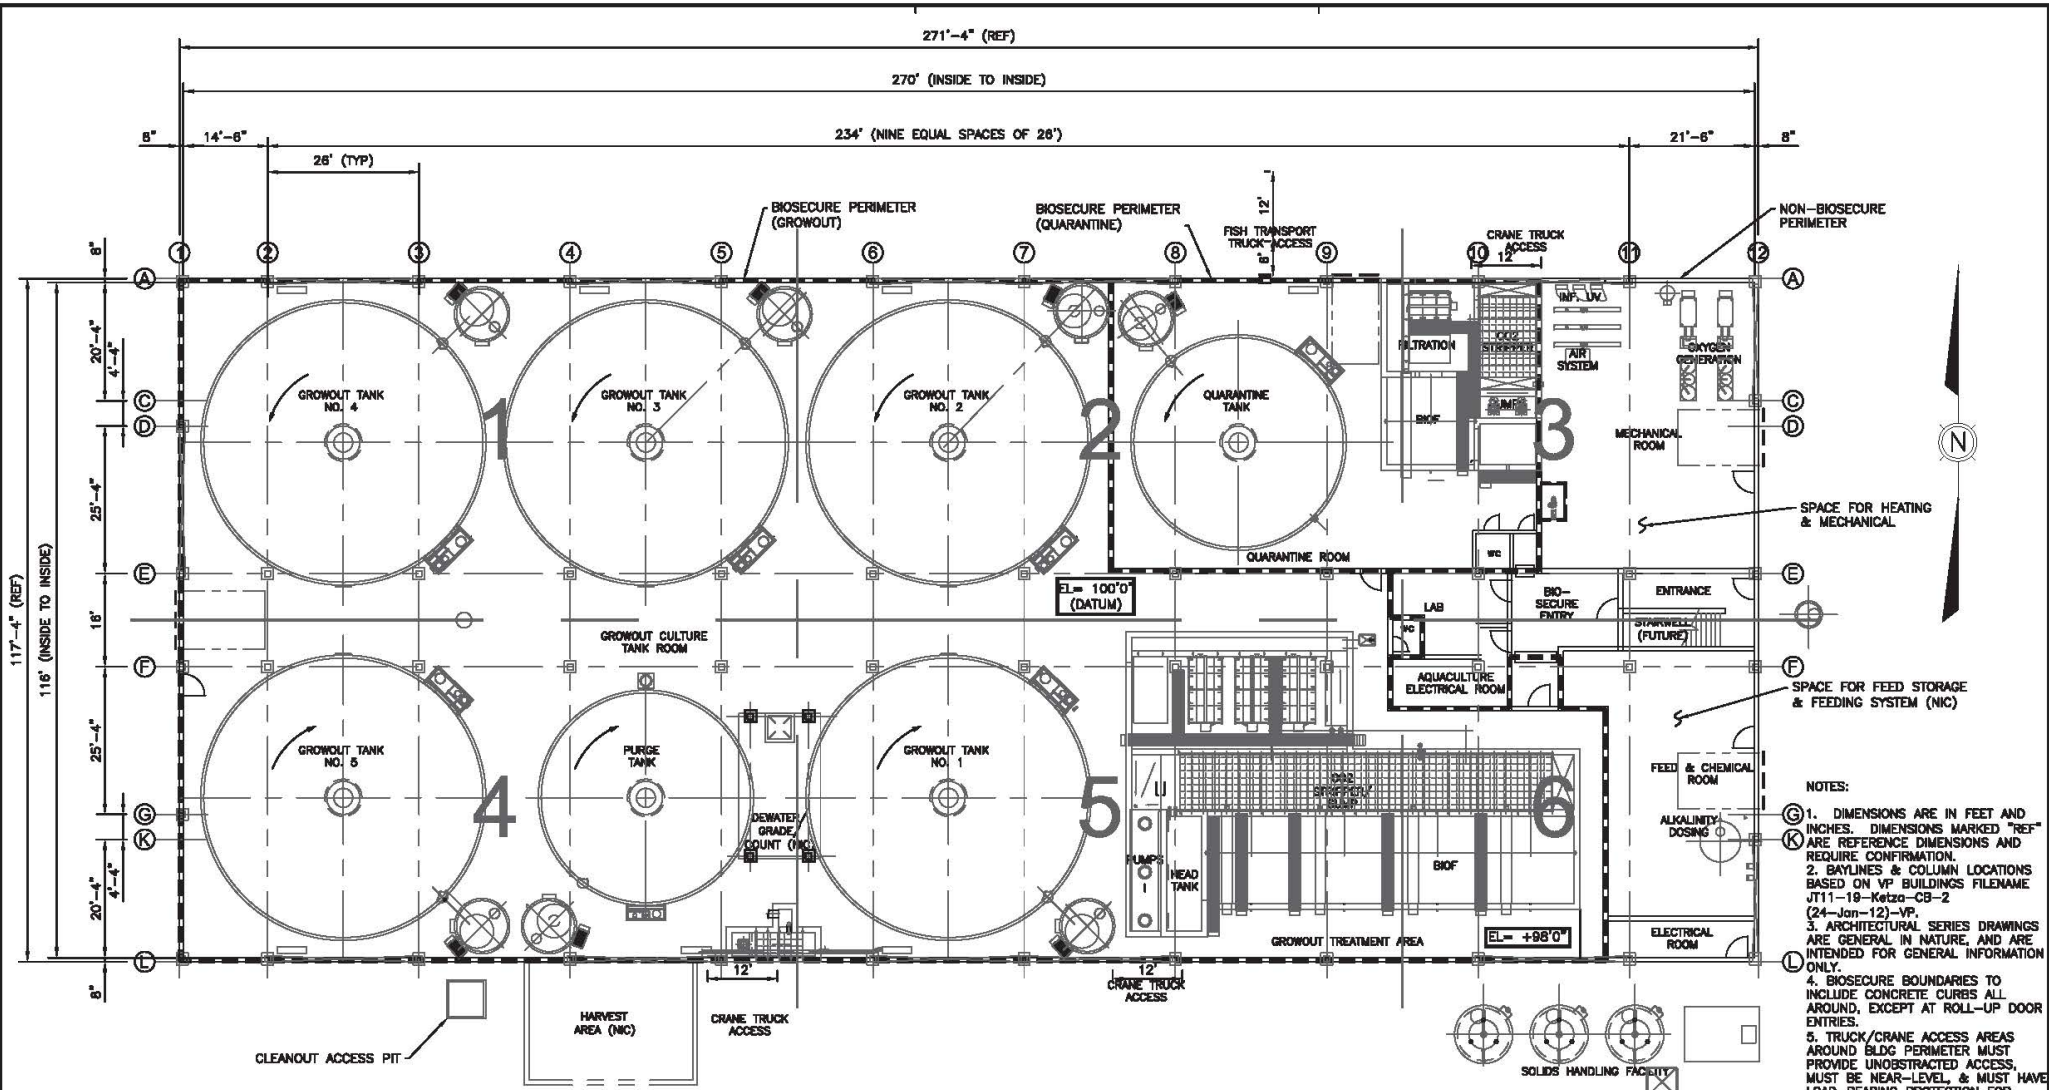 271'-4" (REF)
270' (INSIDE TO INSIDE)
8"
14'-6"
234' (NINE EQUAL SPACES OF 26')
21'-6"
8"
26' (TYP)
BIOSECURE PERIMETER
(GROWOUT)
BIOSECURE PERIMETER
(QUARANTINE)
12'
FISH TRANSPORT
TRUCK ACCESS
8'
CRANE TRUCK
ACCESS
12'
NON-BIOSECURE
PERIMETER
8"
1
2
3
4
5
6
7
8
9
10
11
12
A
A
20'-4"
4'-4"
INF. UV
FILTRATION
CO2
STRIPPER
AIR
SYSTEM
OXYGEN
GENERATION
GROWOUT TANK
NO. 4
GROWOUT TANK
NO. 3
GROWOUT TANK
NO. 2
QUARANTINE
TANK
C
C
D
D
1
2
3
BIOF
MECHANICAL
ROOM
N
25'-4"
SPACE FOR HEATING
& MECHANICAL
WC
QUARANTINE ROOM
E
E
117'-4" (REF)
116' (INSIDE TO INSIDE)
16'
EL= 100'0"
(DATUM)
LAB
WC
BIO-
SECURE
ENTRY
ENTRANCE
STAIRWELL
(FUTURE)
GROWOUT CULTURE
TANK ROOM
F
F
AQUACULTURE
ELECTRICAL ROOM
SPACE FOR FEED STORAGE
& FEEDING SYSTEM (NIC)
25'-4"
GROWOUT TANK
NO. 5
PURGE
TANK
GROWOUT TANK
NO. 1
FEED & CHEMICAL
ROOM
CO2
STRIPPER/
SUMP
4
5
6
G
G
K
K
DEWATER,
GRADE,
COUNT (NIC)
ALKALINITY
DOSING
PUMPS
HEAD
TANK
BIOF
20'-4"
4'-4"
GROWOUT TREATMENT AREA
EL= +98'0"
ELECTRICAL
ROOM
L
L
8"
12'
12'
CRANE TRUCK
ACCESS
HARVEST
AREA (NIC)
CRANE TRUCK
ACCESS
CLEANOUT ACCESS PIT
SOLIDS HANDLING FACILITY
NOTES:
1. DIMENSIONS ARE IN FEET AND
INCHES. DIMENSIONS MARKED "REF"
ARE REFERENCE DIMENSIONS AND
REQUIRE CONFIRMATION.
2. BAYLINES & COLUMN LOCATIONS
BASED ON VP BUILDINGS FILENAME
JT11-19-Ketza-CB-2
(24-Jan-12)-VP.
3. ARCHITECTURAL SERIES DRAWINGS
ARE GENERAL IN NATURE, AND ARE
INTENDED FOR GENERAL INFORMATION
ONLY.
4. BIOSECURE BOUNDARIES TO
INCLUDE CONCRETE CURBS ALL
AROUND, EXCEPT AT ROLL-UP DOOR
ENTRIES.
5. TRUCK/CRANE ACCESS AREAS
AROUND BLDG PERIMETER MUST
PROVIDE UNOBSTRACTED ACCESS,
MUST BE NEAR-LEVEL, & MUST HAVE